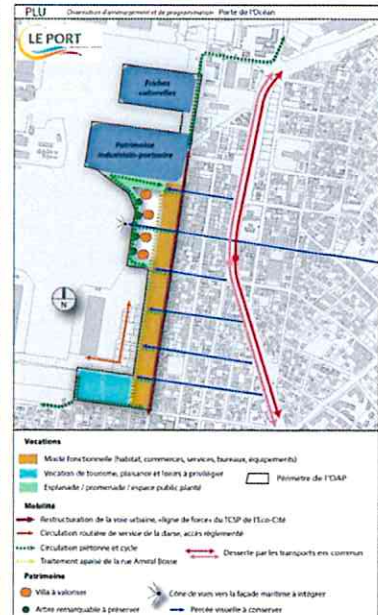 PLU Orientation d'aménagement et de programmation Porte de l'Océan
LE PORT
Friches
culturelles
Patrimoine
industrialo-portuaire
N
Vocations
Mixité fonctionnelle (habitat, commerces, services, bureaux, équipements)
Vocation de tourisme, plaisance et loisirs à privilégier
Esplanade / promenade / espace public planté
Périmètre de l'OAP
Mobilité
Restructuration de la voie urbaine, «ligne de force» du TCSP de l'Eco-Cité
Circulation routière de service de la darse, accès réglementé
Circulation piétonne et cycle
Desserte par les transports en commun
Traitement apaisé de la rue Amiral Bosse
Patrimoine
Villa à valoriser
Cône de vues vers la façade maritime à intégrer
Arbre remarquable à préserver
Percée visuelle à conserver